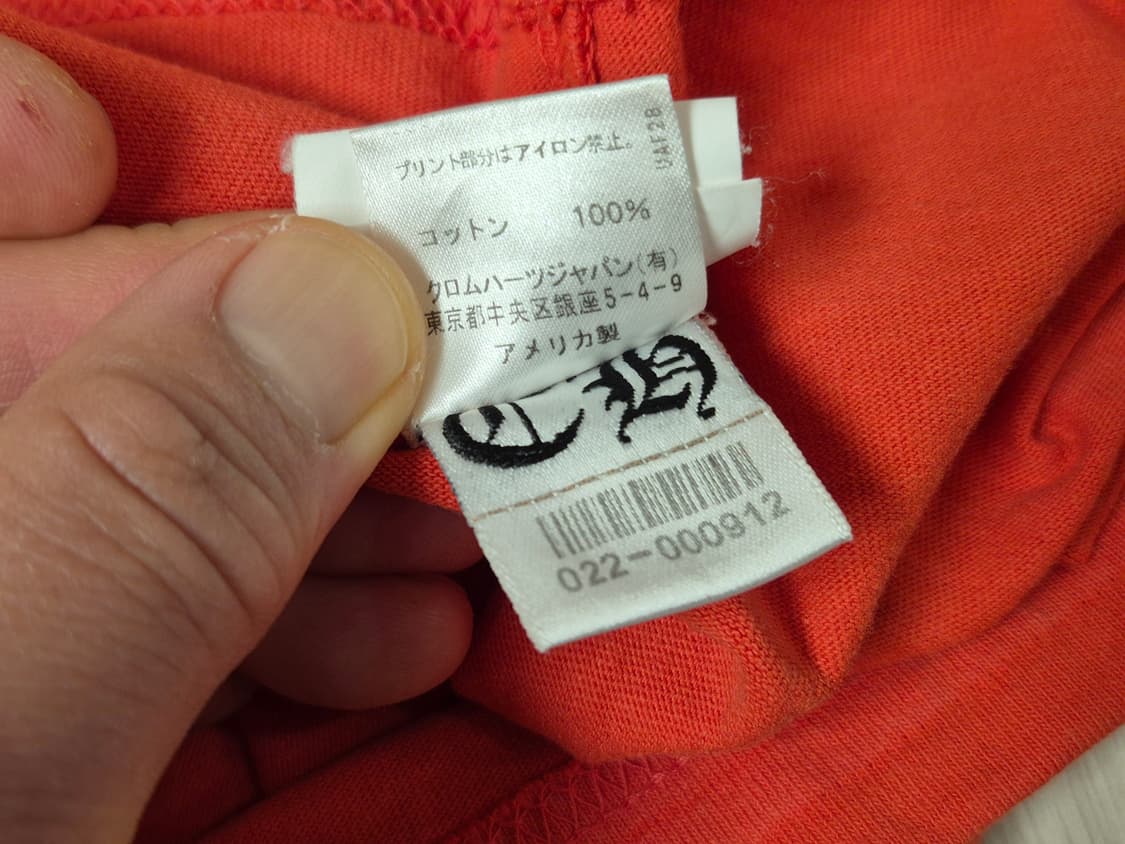 プリント部分はアイロン禁止。
UAF28
コットン 100%
クロムハーツジャパン(有)
東京都中央区銀座5-4-9
アメリカ製
CH
022-000912